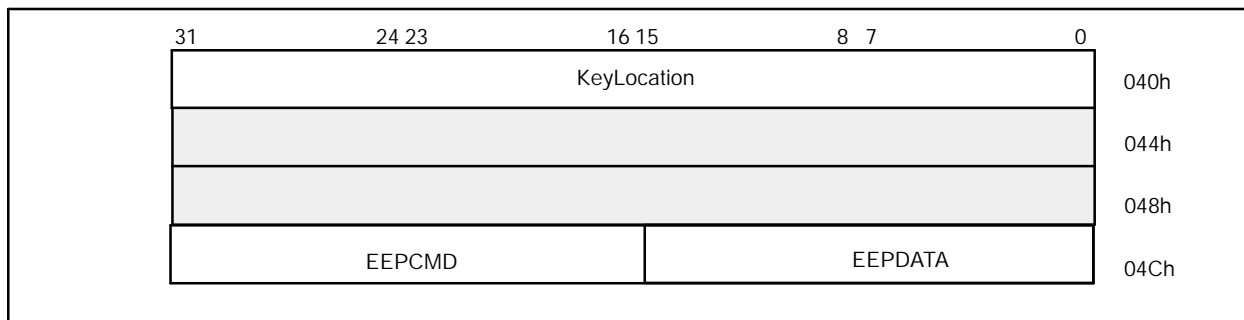 31 24 23 16 15 8 7 0
KeyLocation 040h
044h
048h
EEPCMD EEPDATA 04Ch